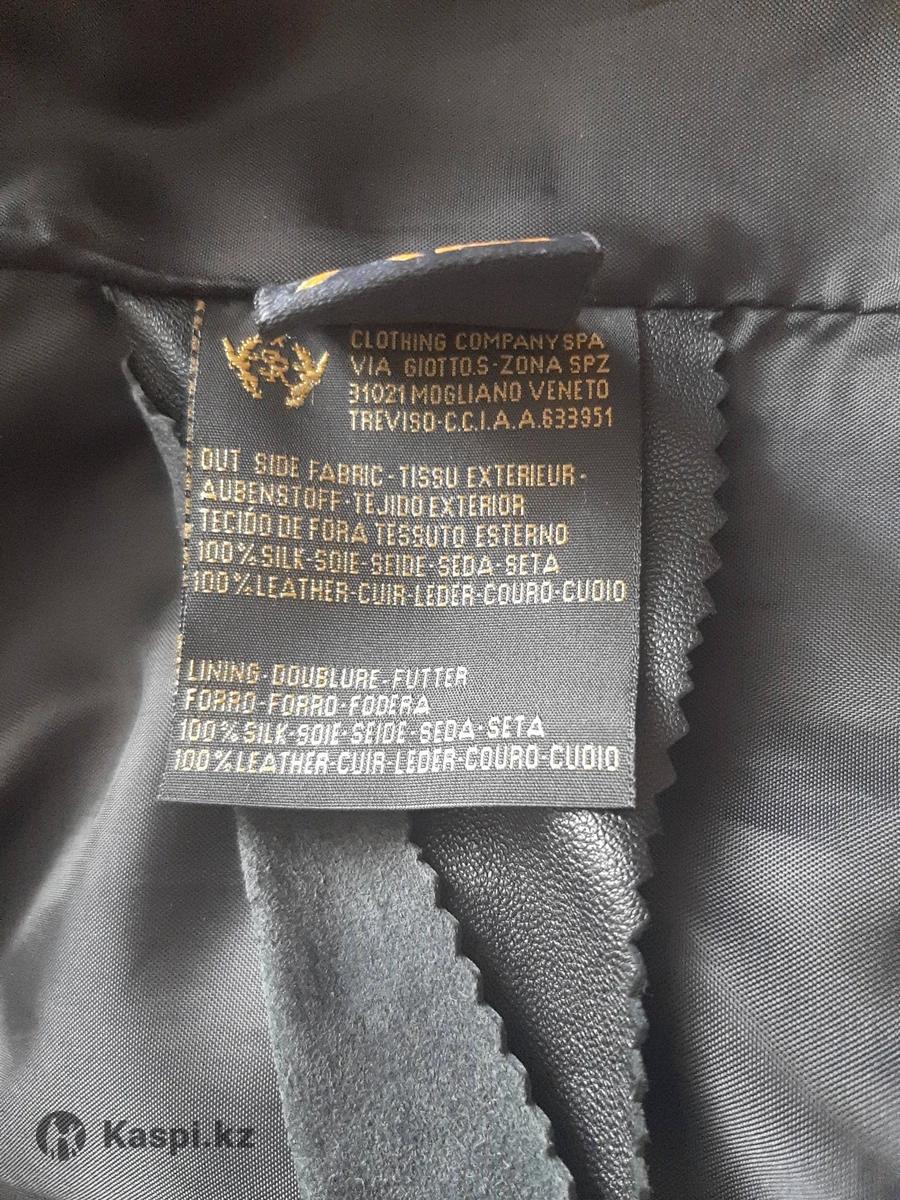 CLOTHING COMPANY SPA
VIA GIOTTO.S-ZONA SPZ
31021 MOGLIANO VENETO
TREVISO-C.C.I.A.A.633951
OUT SIDE FABRIC-TISSU EXTERIEUR-
AUBENSTOFF-TEJIDO EXTERIOR
TECIDO DE FORA TESSUTO ESTERNO
100%SILK-SOIE-SEIDE-SEDA-SETA
100%LEATHER-CUIR-LEDER-COURO-CUOIO
LINING-DOUBLURE-FUTTER
FORRO-FORRO-FODERA
100%SILK-SOIE-SEIDE-SEDA-SETA
100%LEATHER-CUIR-LEDER-COURO-CUOIO
Kaspi.kz